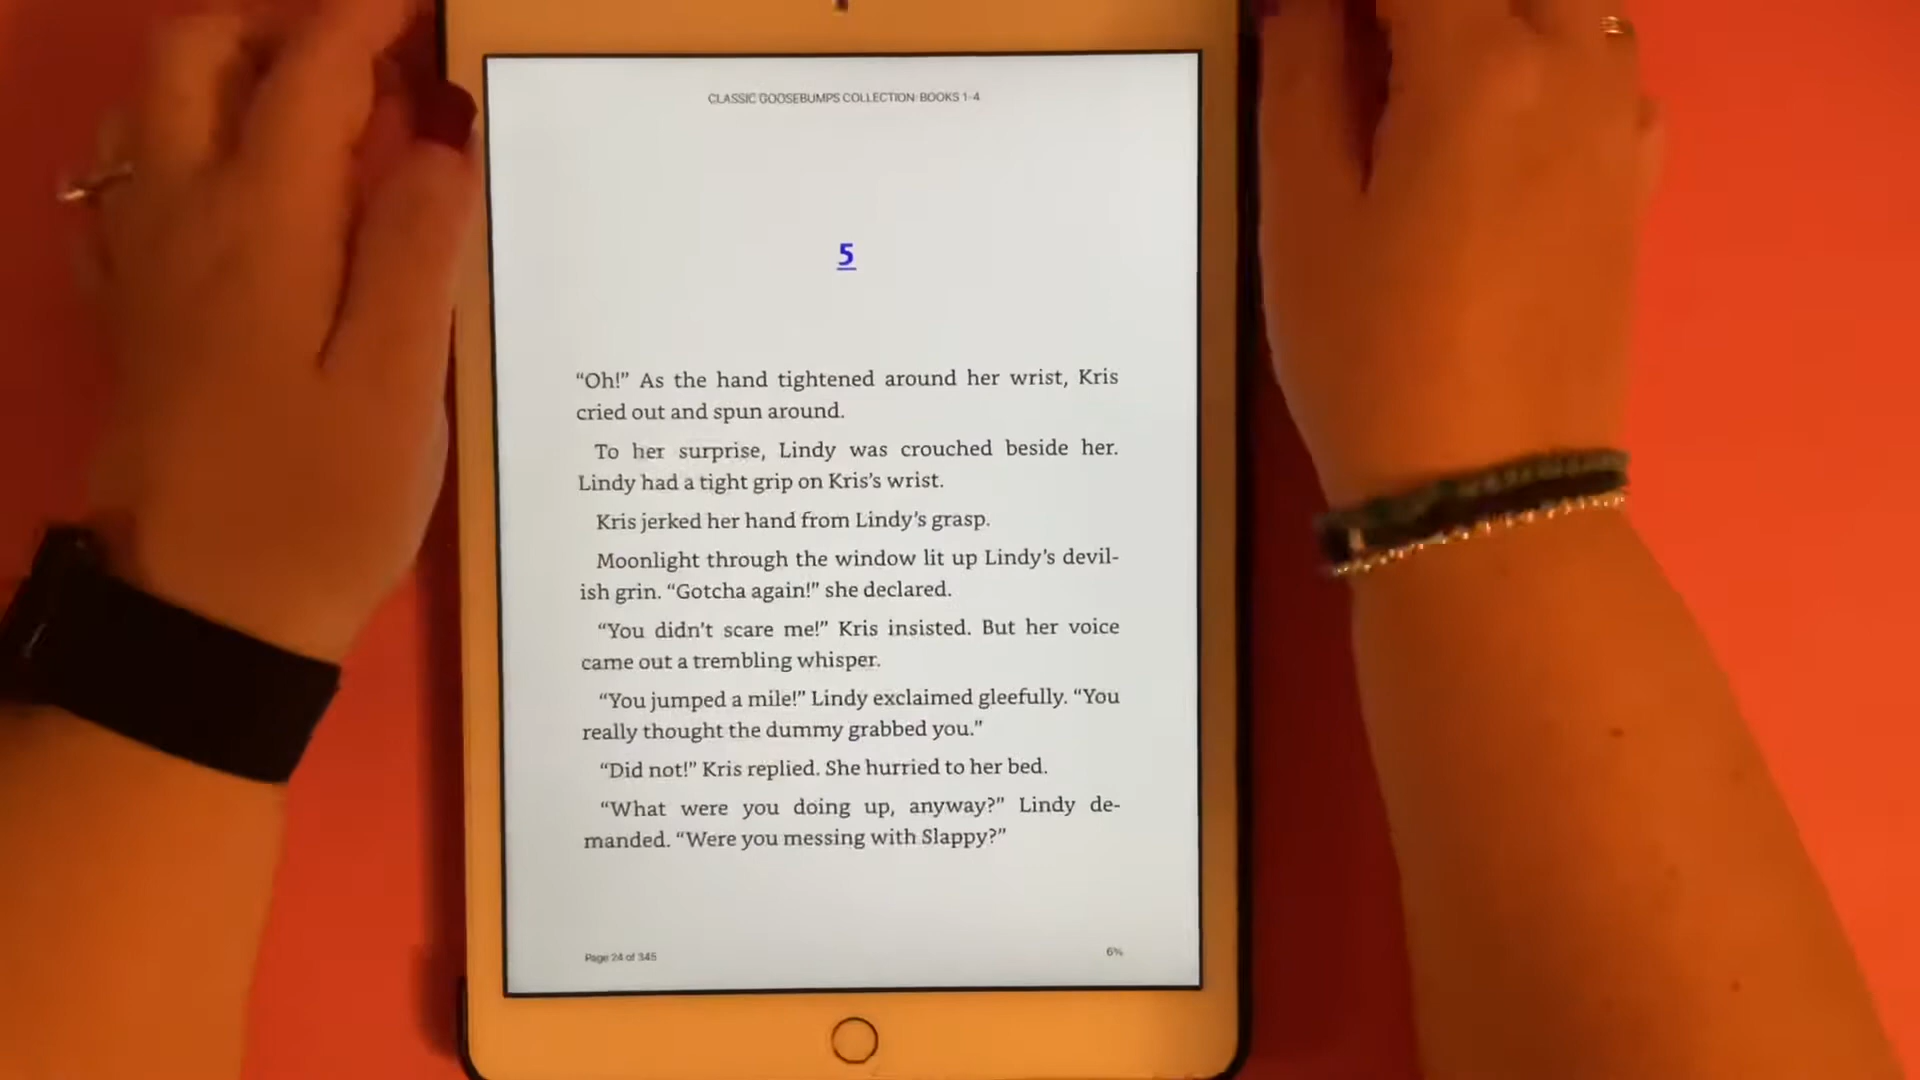 CLASSIC GOOSEBUMPS COLLECTION: BOOKS 1-4
5
“Oh!” As the hand tightened around her wrist, Kris
cried out and spun around.
To her surprise, Lindy was crouched beside her.
Lindy had a tight grip on Kris’s wrist.
Kris jerked her hand from Lindy’s grasp.
Moonlight through the window lit up Lindy’s devil-
ish grin. “Gotcha again!” she declared.
“You didn’t scare me!” Kris insisted. But her voice
came out a trembling whisper.
“You jumped a mile!” Lindy exclaimed gleefully. “You
really thought the dummy grabbed you.”
“Did not!” Kris replied. She hurried to her bed.
“What were you doing up, anyway?” Lindy de-
manded. “Were you messing with Slappy?”
Page 24 of 345
6%